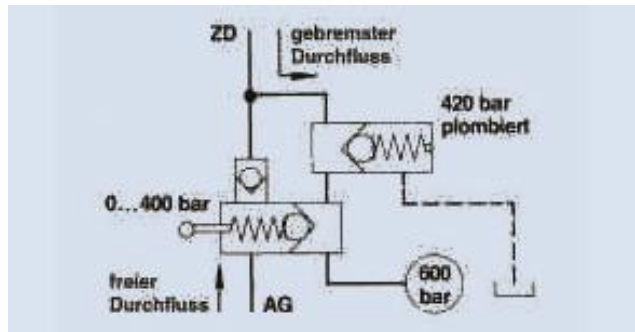 ZD
gebremster
Durchfluss
420 bar
plombiert
0...400 bar
freier
Durchfluss
AG
600
bar